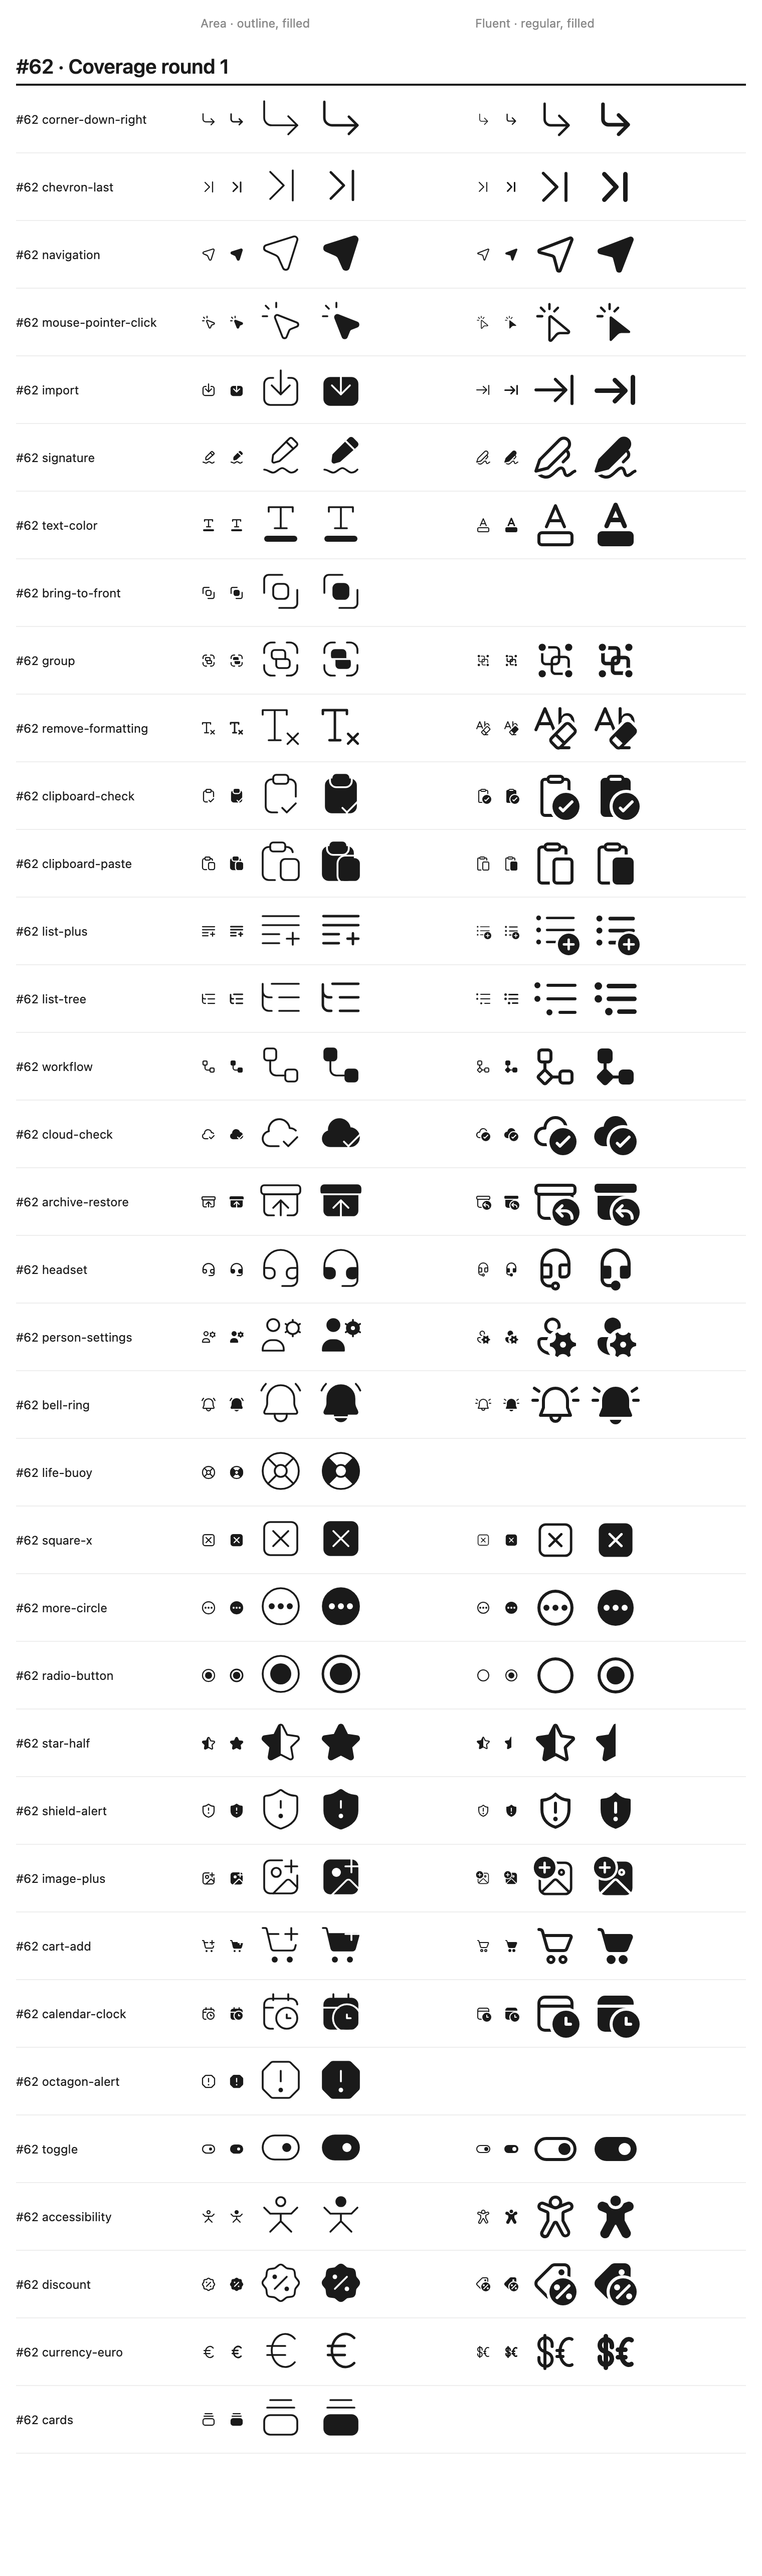 Area · outline, filled
Fluent · regular, filled
#62 · Coverage round 1
#62 corner-down-right
#62 chevron-last
#62 navigation
#62 mouse-pointer-click
#62 import
#62 signature
#62 text-color
#62 bring-to-front
#62 group
#62 remove-formatting
#62 clipboard-check
#62 clipboard-paste
#62 list-plus
#62 list-tree
#62 workflow
#62 cloud-check
#62 archive-restore
#62 headset
#62 person-settings
#62 bell-ring
#62 life-buoy
#62 square-x
#62 more-circle
#62 radio-button
#62 star-half
#62 shield-alert
#62 image-plus
#62 cart-add
#62 calendar-clock
#62 octagon-alert
#62 toggle
#62 accessibility
#62 discount
#62 currency-euro
#62 cards